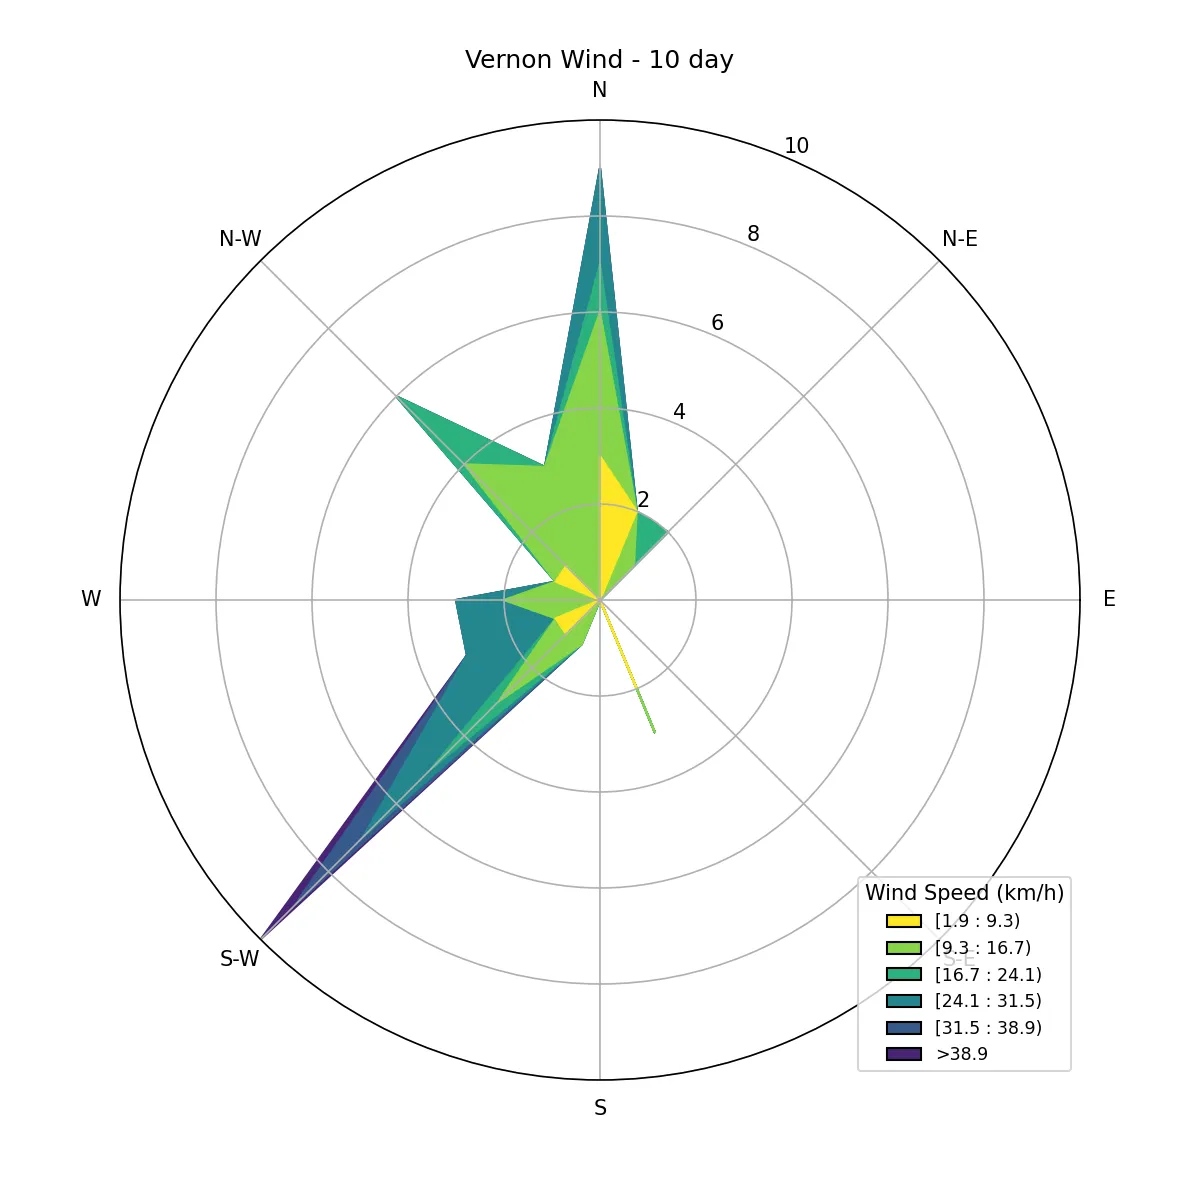 Vernon Wind - 10 day
N
10
N-W
8
N-E
6
4
2
W
E
Wind Speed (km/h)
[1.9 : 9.3)
[9.3 : 16.7)
S-W
S-E
[16.7 : 24.1)
[24.1 : 31.5)
[31.5 : 38.9)
>38.9
S